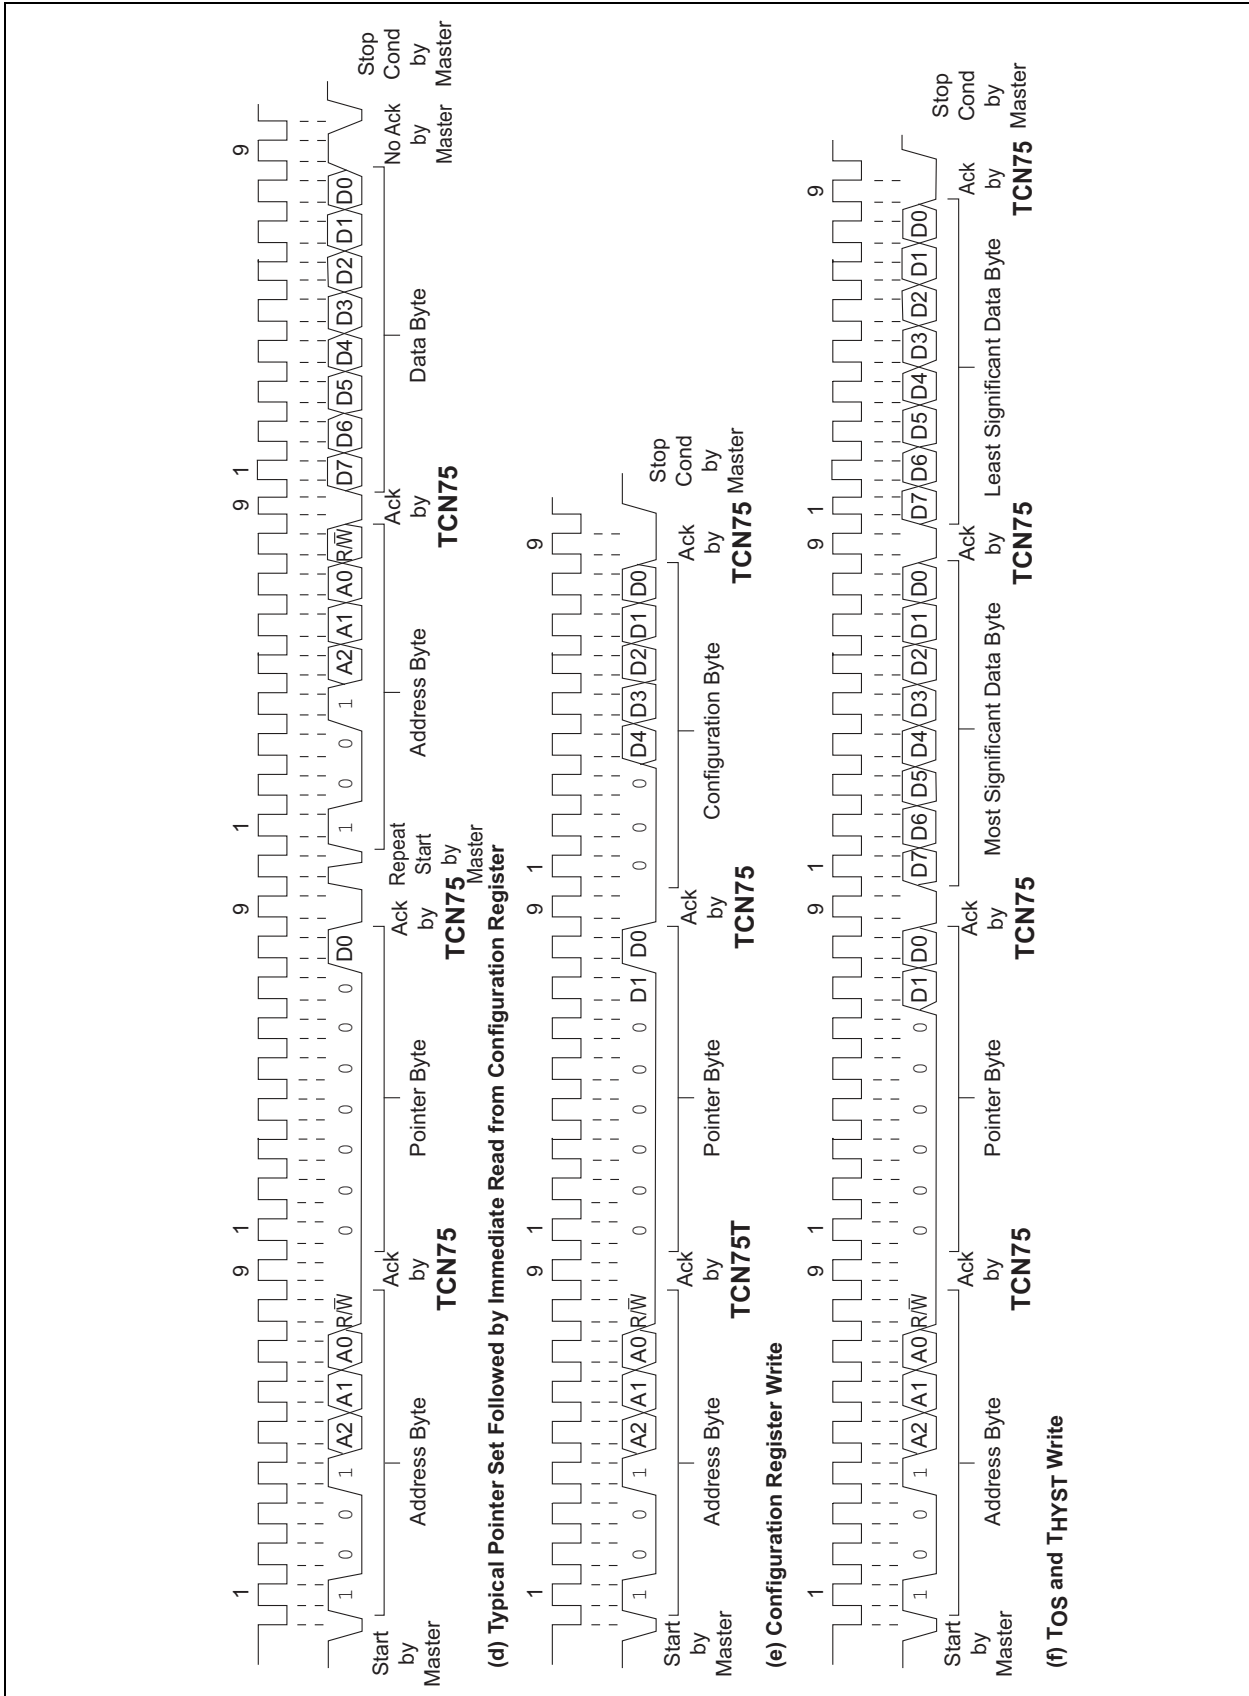 1 9 1 9 1 9 1 9
1 0 0 1 A2 A1 A0 R/W̅ 0 0 0 0 0 0 0 D0 1 0 0 1 A2 A1 A0 R/W̅ D7 D6 D5 D4 D3 D2 D1 D0
Start
by
Master
Address Byte
Ack
by
TCN75
Pointer Byte
Ack
by
TCN75
Repeat
Start
by
Master
Address Byte
Ack
by
TCN75
Data Byte
No Ack
by
Master
Stop
Cond
by
Master
(d) Typical Pointer Set Followed by Immediate Read from Configuration Register
1 9 1 9 1 9
1 0 0 1 A2 A1 A0 R/W̅ 0 0 0 0 0 0 D1 D0 0 0 0 D4 D3 D2 D1 D0
Start
by
Master
Address Byte
Ack
by
TCN75T
Pointer Byte
Ack
by
TCN75
Configuration Byte
Ack
by
TCN75
Stop
Cond
by
Master
(e) Configuration Register Write
1 9 1 9 1 9 1 9
1 0 0 1 A2 A1 A0 R/W̅ 0 0 0 0 0 0 D1 D0 D7 D6 D5 D4 D3 D2 D1 D0 D7 D6 D5 D4 D3 D2 D1 D0
Start
by
Master
Address Byte
Ack
by
TCN75
Pointer Byte
Ack
by
TCN75
Most Significant Data Byte
Ack
by
TCN75
Least Significant Data Byte
Ack
by
TCN75
Stop
Cond
by
Master
(f) TOS and THYST Write